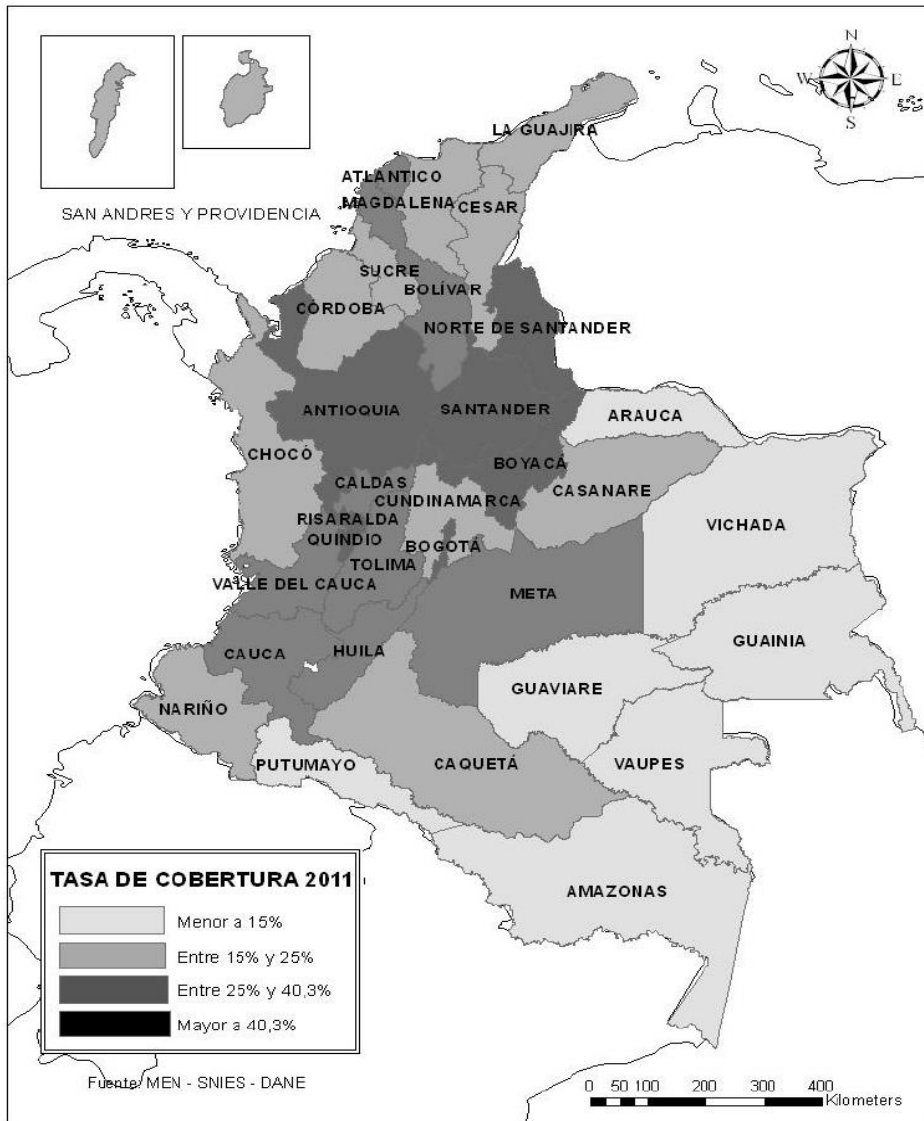 N
W E
S
SAN ANDRES Y PROVIDENCIA
LA GUAJIRA
ATLANTICO
MAGDALENA
CESAR
SUCRE
BOLÍVAR
CÓRDOBA
NORTE DE SANTANDER
ANTIOQUIA
SANTANDER
ARAUCA
CHOCÓ
BOYACÁ
CALDAS
CASANARE
CUNDINAMARCA
RISARALDA
VICHADA
QUINDIO
BOGOTÁ
TOLIMA
VALLE DEL CAUCA
META
GUAINIA
CAUCA
HUILA
GUAVIARE
NARIÑO
PUTUMAYO
CAQUETÁ
VAUPES
AMAZONAS
TASA DE COBERTURA 2011
Menor a 15%
Entre 15% y 25%
Entre 25% y 40,3%
Mayor a 40,3%
Fuente: MEN - SNIES - DANE
0 50 100 200 300 400
Kilometers